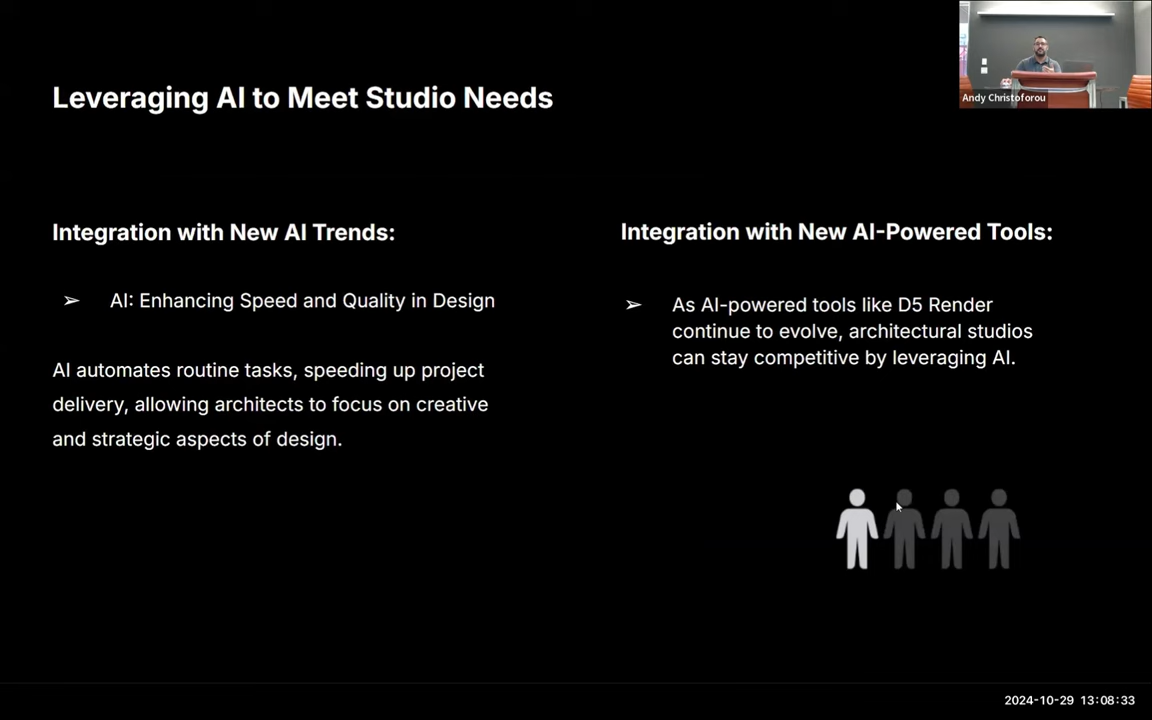 Leveraging AI to Meet Studio Needs
Andy Christoforou
Integration with New AI Trends:
➢ AI: Enhancing Speed and Quality in Design
AI automates routine tasks, speeding up project
delivery, allowing architects to focus on creative
and strategic aspects of design.
Integration with New AI-Powered Tools:
➢ As AI-powered tools like D5 Render
continue to evolve, architectural studios
can stay competitive by leveraging AI.
2024-10-29 13:08:33